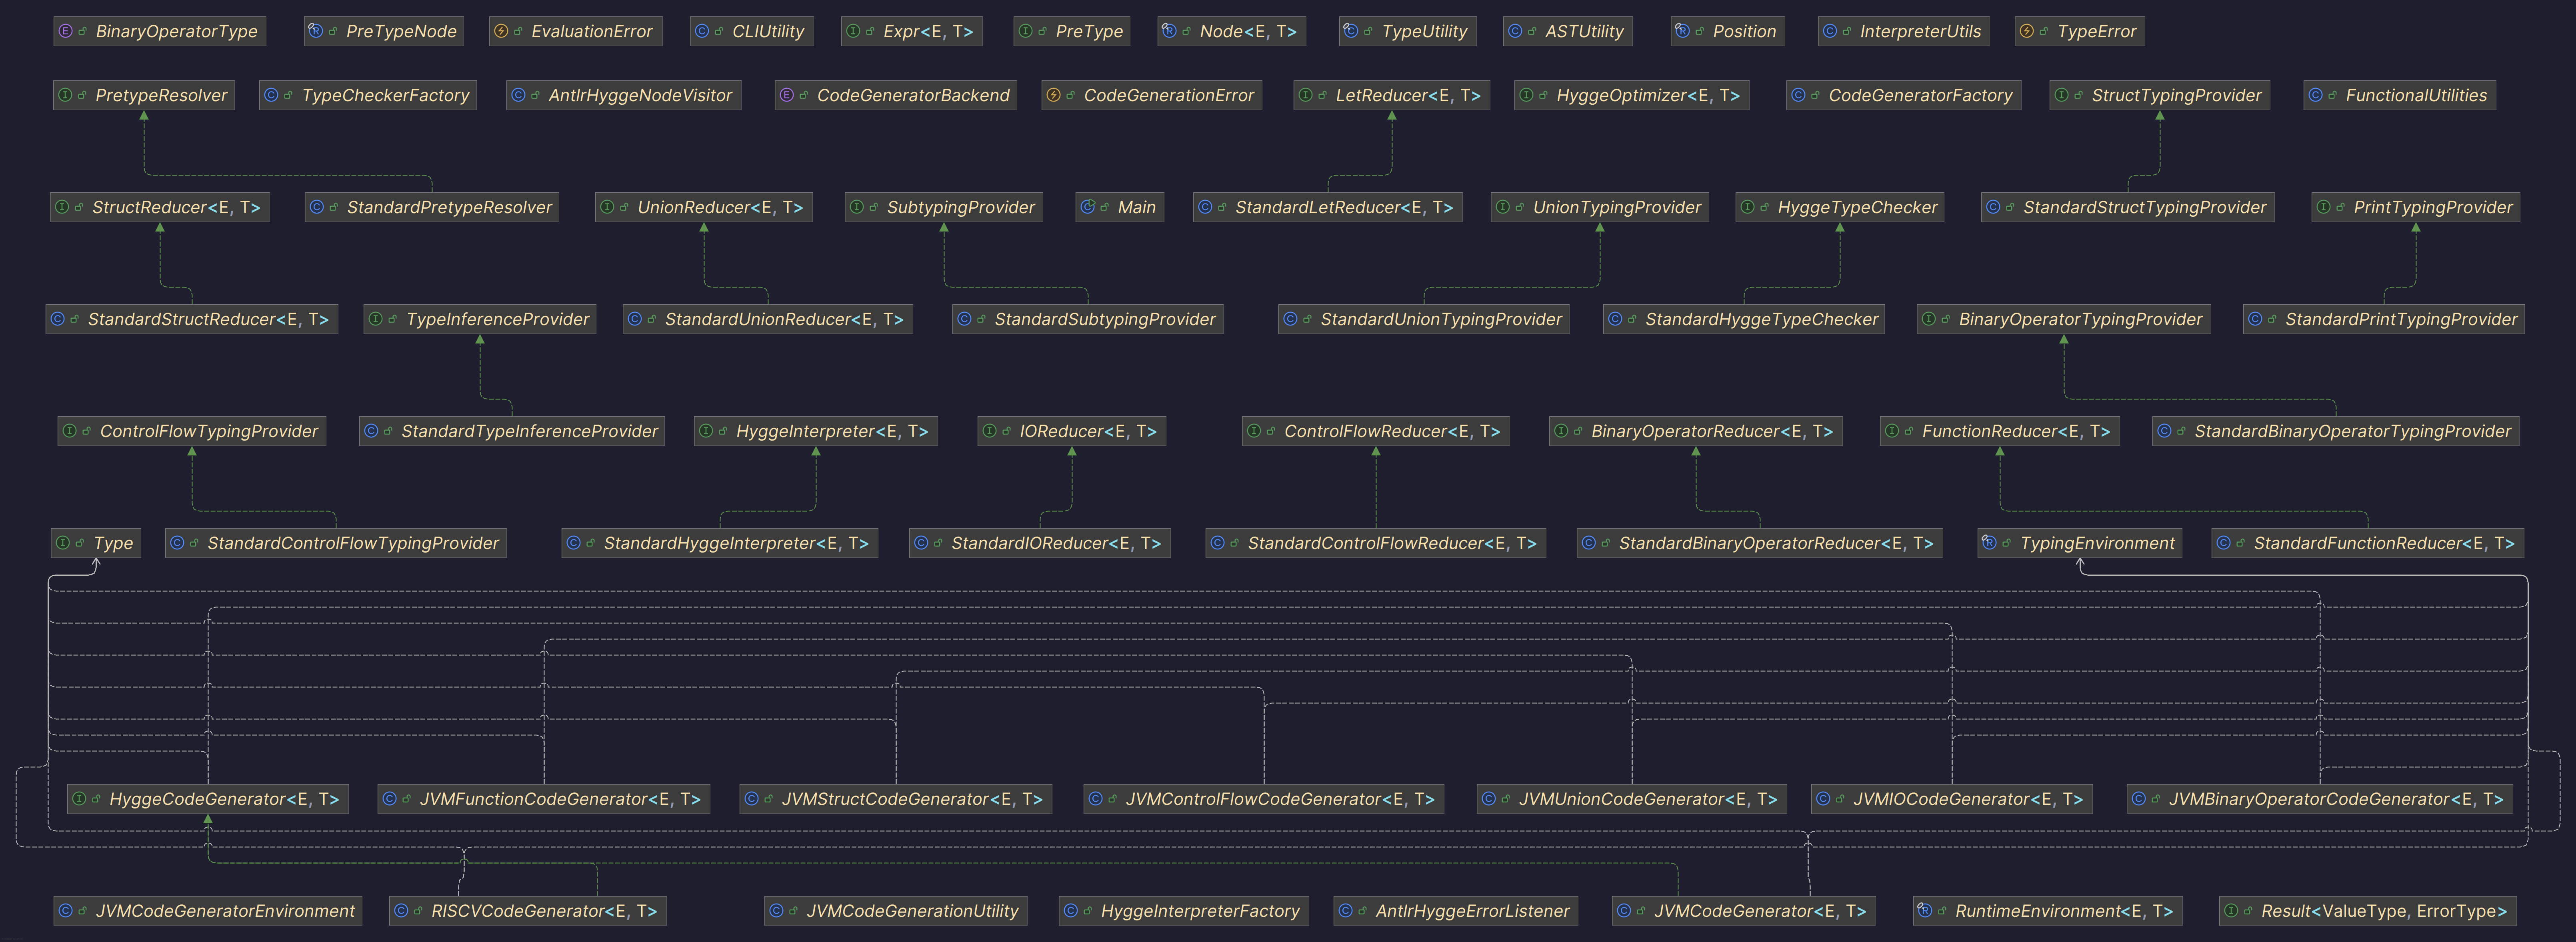 BinaryOperatorType PreTypeNode EvaluationError CLIUtility Expr<E, T> PreType Node<E, T> TypeUtility ASTUtility Position InterpreterUtils TypeError
PretypeResolver TypeCheckerFactory AntlrHyggeNodeVisitor CodeGeneratorBackend CodeGenerationError LetReducer<E, T> HyggeOptimizer<E, T> CodeGeneratorFactory StructTypingProvider FunctionalUtilities
StructReducer<E, T> StandardPretypeResolver UnionReducer<E, T> SubtypingProvider Main StandardLetReducer<E, T> UnionTypingProvider HyggeTypeChecker StandardStructTypingProvider PrintTypingProvider
StandardStructReducer<E, T> TypeInferenceProvider StandardUnionReducer<E, T> StandardSubtypingProvider StandardUnionTypingProvider StandardHyggeTypeChecker BinaryOperatorTypingProvider StandardPrintTypingProvider
ControlFlowTypingProvider StandardTypeInferenceProvider HyggeInterpreter<E, T> IOReducer<E, T> ControlFlowReducer<E, T> BinaryOperatorReducer<E, T> FunctionReducer<E, T> StandardBinaryOperatorTypingProvider
Type StandardControlFlowTypingProvider StandardHyggeInterpreter<E, T> StandardIOReducer<E, T> StandardControlFlowReducer<E, T> StandardBinaryOperatorReducer<E, T> TypingEnvironment StandardFunctionReducer<E, T>
HyggeCodeGenerator<E, T> JVMFunctionCodeGenerator<E, T> JVMStructCodeGenerator<E, T> JVMControlFlowCodeGenerator<E, T> JVMUnionCodeGenerator<E, T> JVMIOCodeGenerator<E, T> JVMBinaryOperatorCodeGenerator<E, T>
JVMCodeGeneratorEnvironment RISCVCodeGenerator<E, T> JVMCodeGenerationUtility HyggeInterpreterFactory AntlrHyggeErrorListener JVMCodeGenerator<E, T> RuntimeEnvironment<E, T> Result<ValueType, ErrorType>